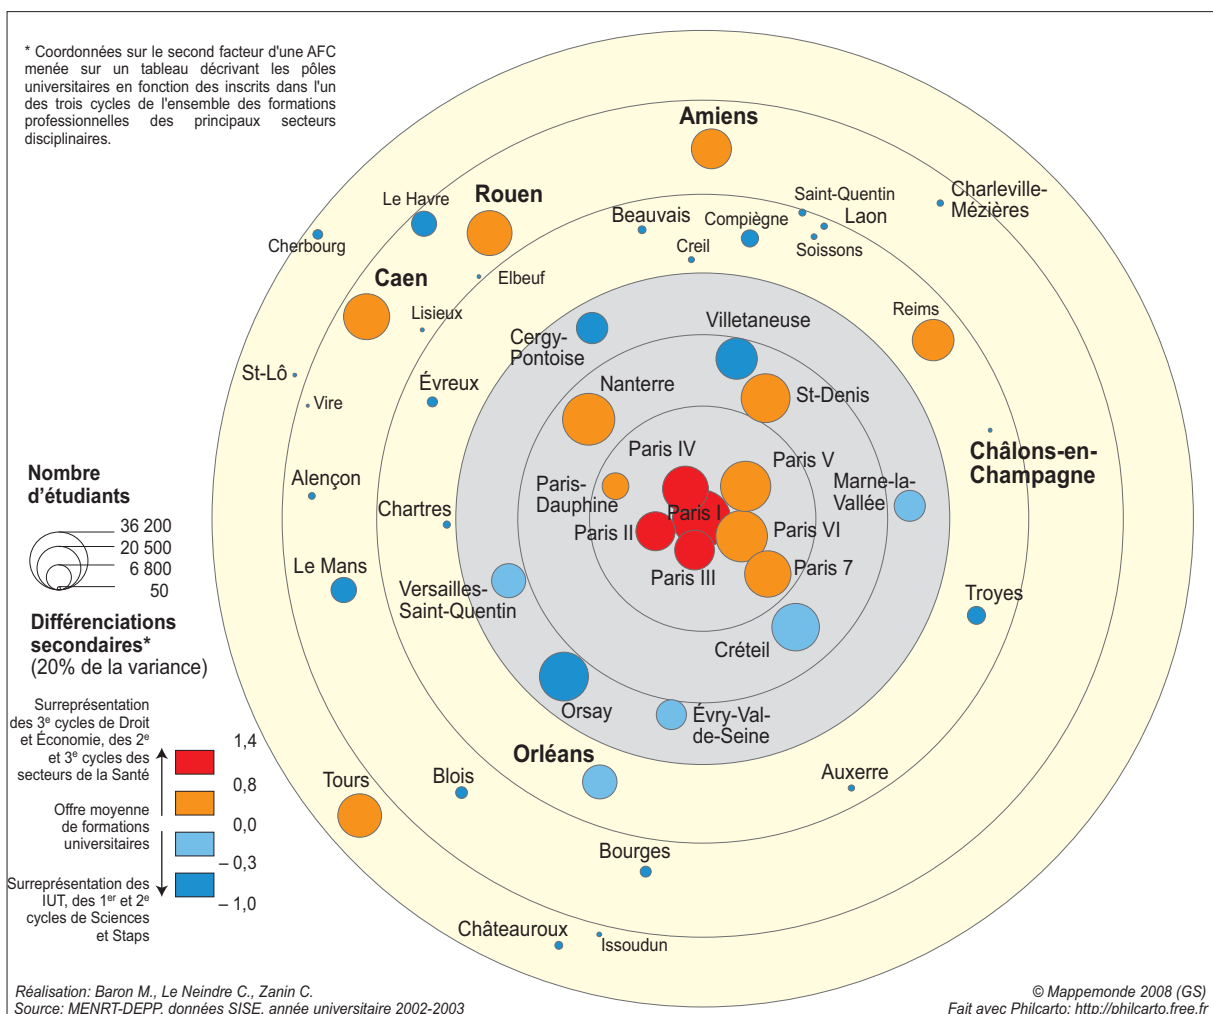 * Coordonnées sur le second facteur d'une AFC
menée sur un tableau décrivant les pôles
universitaires en fonction des inscrits dans l'un
des trois cycles de l'ensemble des formations
professionnelles des principaux secteurs
disciplinaires.
Amiens
Rouen
Le Havre
Cherbourg
Caen
Elbeuf
Lisieux
Beauvais
Compiègne
Creil
Saint-Quentin
Laon
Soissons
Charleville-
Mézières
Reims
Villetaneuse
Cergy-
Pontoise
Nanterre
St-Denis
St-Lô
Vire
Évreux
Paris IV
Paris V
Châlons-en-
Champagne
Marne-la-
Vallée
Paris-
Dauphine
Paris I
Paris II
Paris VI
Paris III
Paris 7
Alençon
Chartres
Le Mans
Versailles-
Saint-Quentin
Troyes
Créteil
Orsay
Évry-Val-
de-Seine
Orléans
Tours
Blois
Auxerre
Bourges
Châteauroux
Issoudun
Nombre
d'étudiants
36 200
20 500
6 800
50
Différenciations
secondaires*
(20% de la variance)
Surreprésentation
des 3e cycles de Droit
et Économie, des 2e
et 3e cycles des
secteurs de la Santé
Offre moyenne
de formations
universitaires
Surreprésentation des
IUT, des 1er et 2e
cycles de Sciences
et Staps
1,4
0,8
0,0
– 0,3
– 1,0
Réalisation: Baron M., Le Neindre C., Zanin C.
Source: MENRT-DEPP, données SISE, année universitaire 2002-2003
© Mappemonde 2008 (GS)
Fait avec Philcarto: http://philcarto.free.fr